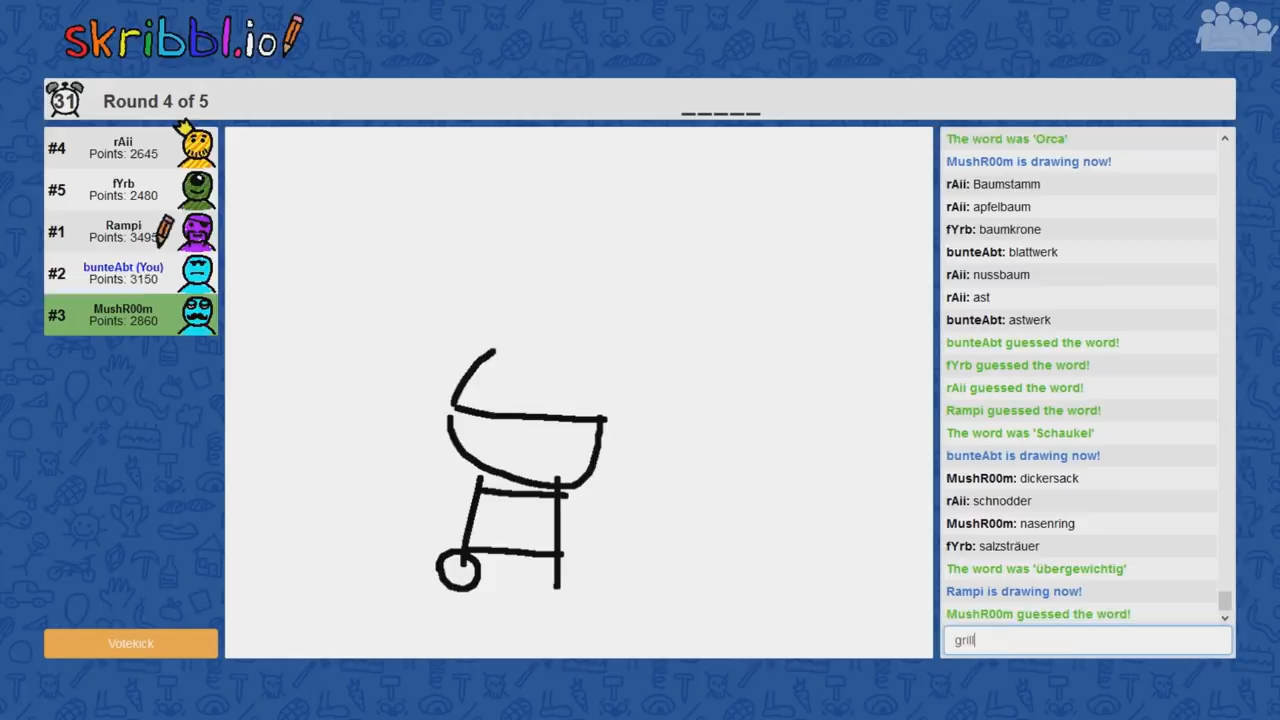 skribbl.io
31
Round 4 of 5
_____
#4 rAii
Points: 2645
#5 fYrb
Points: 2480
#1 Rampi
Points: 3495
#2 bunteAbt (You)
Points: 3150
#3 MushR00m
Points: 2860
Votekick
The word was 'Orca'
MushR00m is drawing now!
rAii: Baumstamm
rAii: apfelbaum
fYrb: baumkrone
bunteAbt: blattwerk
rAii: nussbaum
rAii: ast
bunteAbt: astwerk
bunteAbt guessed the word!
fYrb guessed the word!
rAii guessed the word!
Rampi guessed the word!
The word was 'Schaukel'
bunteAbt is drawing now!
MushR00m: dickersack
rAii: schnodder
MushR00m: nasenring
fYrb: salzsträuer
The word was 'übergewichtig'
Rampi is drawing now!
MushR00m guessed the word!
grill